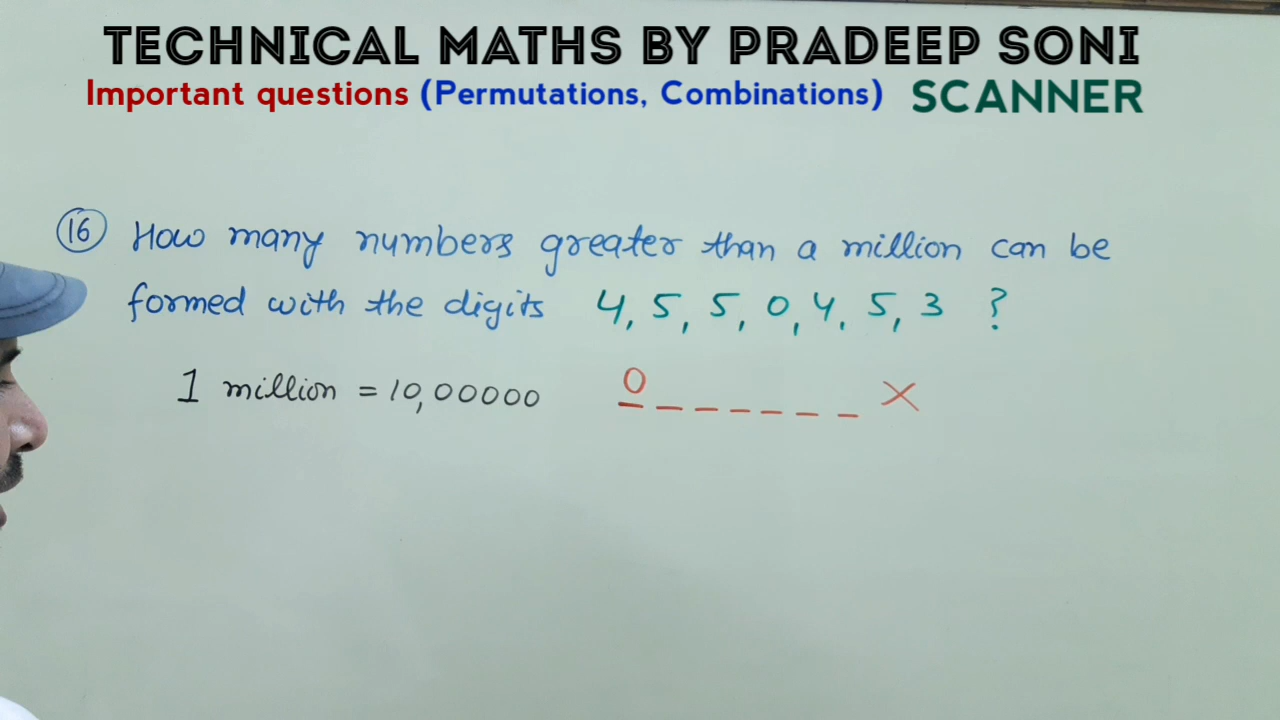 TECHNICAL MATHS BY PRADEEP SONI
Important questions (Permutations, Combinations) SCANNER
16 How many numbers greater than a million can be
formed with the digits 4, 5, 5, 0, 4, 5, 3 ?
1 million = 10,00000 0 _ _ _ _ _ _ ×